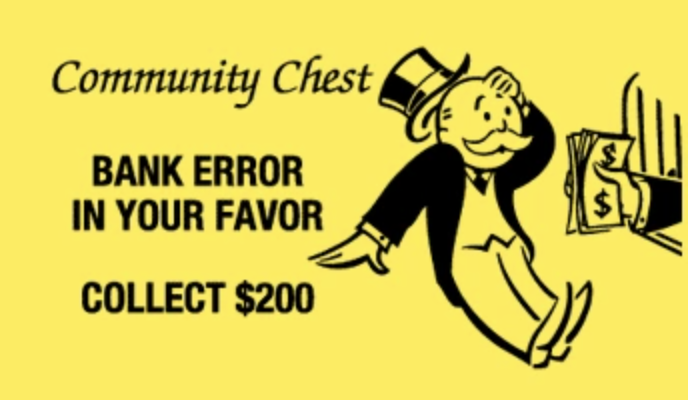 Community Chest
BANK ERROR
IN YOUR FAVOR
COLLECT $200
$
$